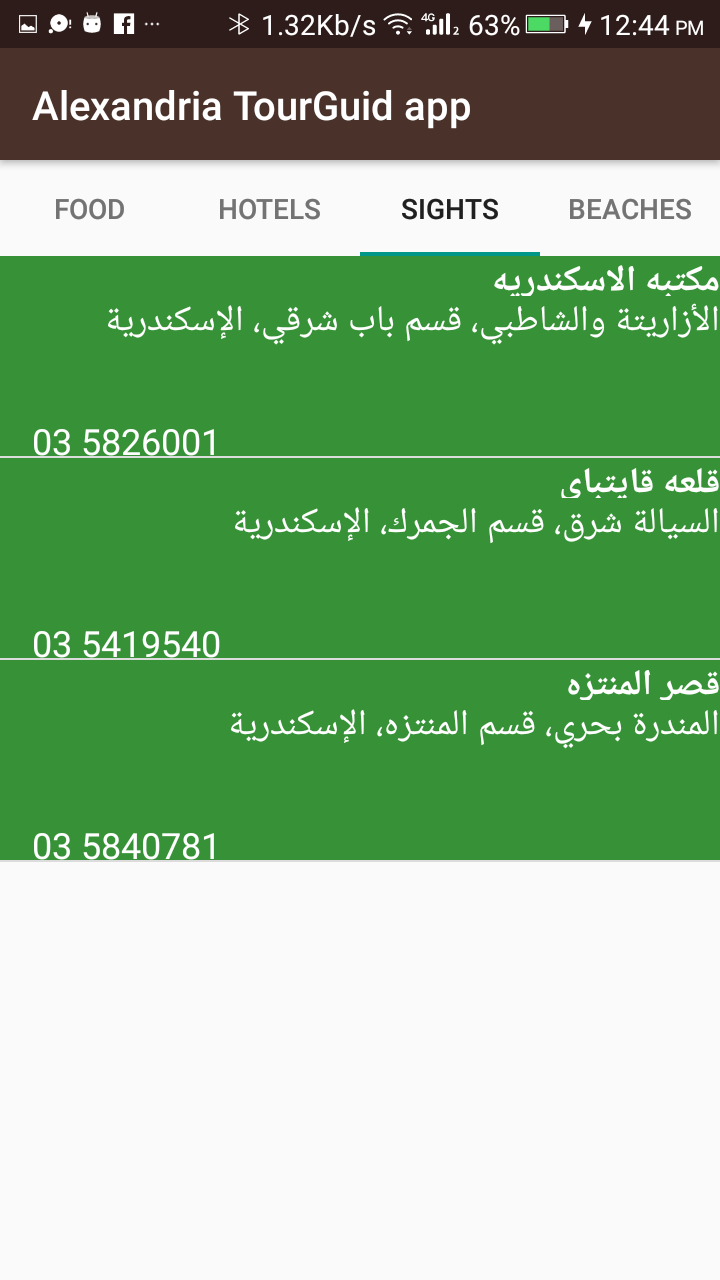 1.32Kb/s 4G 2 63% 12:44 PM
Alexandria TourGuid app
FOOD HOTELS SIGHTS BEACHES
مكتبه الاسكندريه
الأزاريتة والشاطبي، قسم باب شرقي، الإسكندرية
03 5826001
قلعه قايتباى
السيالة شرق، قسم الجمرك، الإسكندرية
03 5419540
قصر المنتزه
المندرة بحري، قسم المنتزه، الإسكندرية
03 5840781